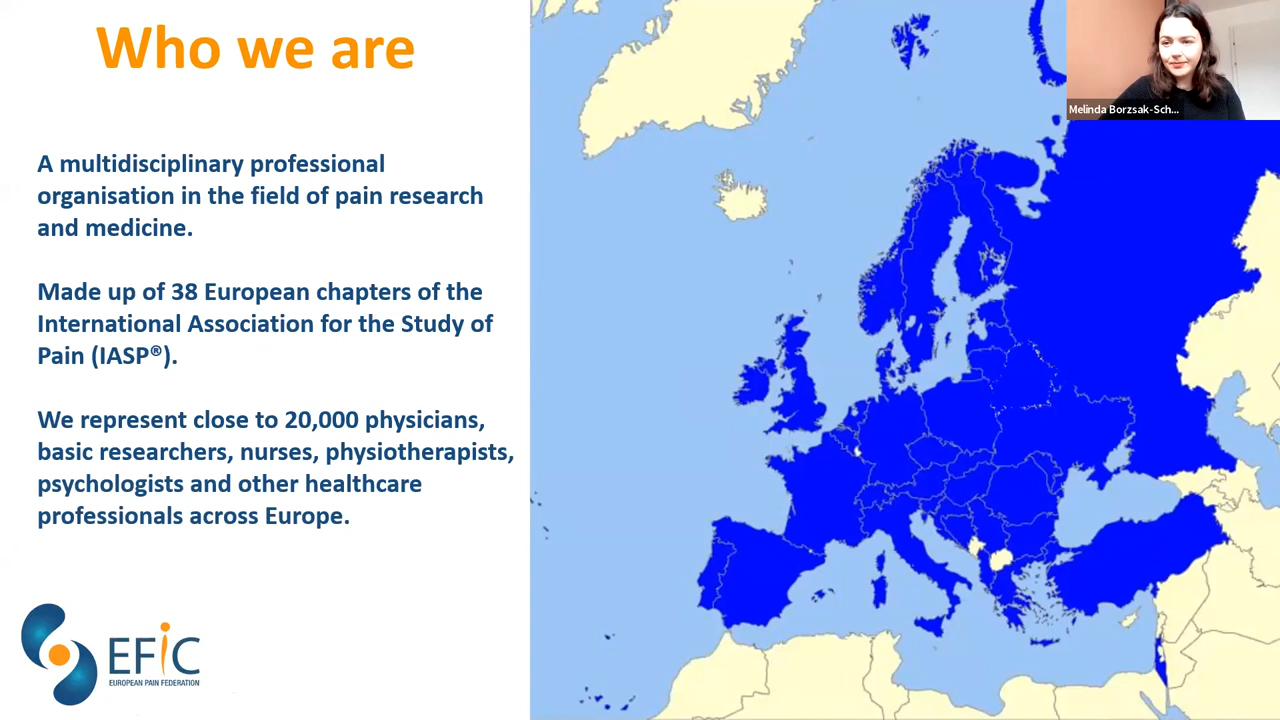 Who we are
Melinda Borzsak-Sch...
A multidisciplinary professional
organisation in the field of pain research
and medicine.
Made up of 38 European chapters of the
International Association for the Study of
Pain (IASP®).
We represent close to 20,000 physicians,
basic researchers, nurses, physiotherapists,
psychologists and other healthcare
professionals across Europe.
EFiC
EUROPEAN PAIN FEDERATION